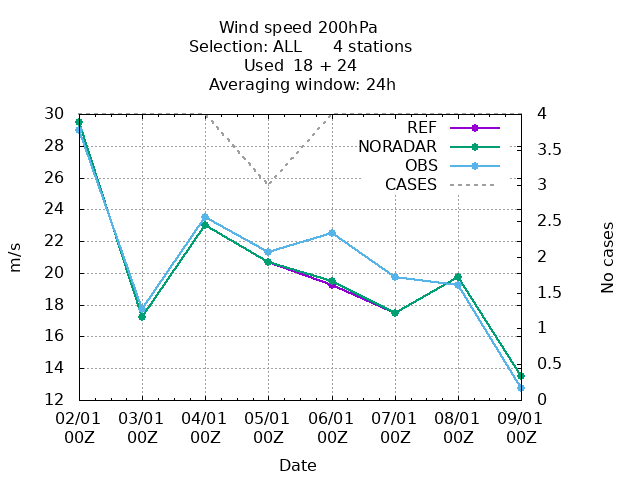 Wind speed 200hPa
Selection: ALL 4 stations
Used 18 + 24
Averaging window: 24h
30 4
REF
NORADAR
OBS
CASES
28
26
24
22
20
18
16
14
12
3.5
3
2.5
2
1.5
1
0.5
0
m/s
No cases
02/01 03/01 04/01 05/01 06/01 07/01 08/01 09/01
00Z 00Z 00Z 00Z 00Z 00Z 00Z 00Z
Date